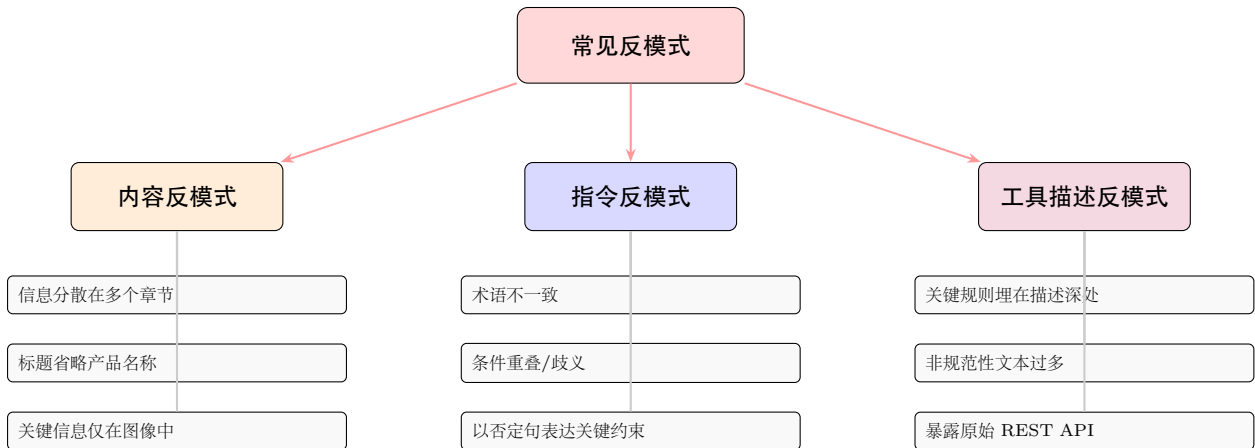 常见反模式
内容反模式
指令反模式
工具描述反模式
信息分散在多个章节
术语不一致
关键规则埋在描述深处
标题省略产品名称
条件重叠/歧义
非规范性文本过多
关键信息仅在图像中
以否定句表达关键约束
暴露原始 REST API